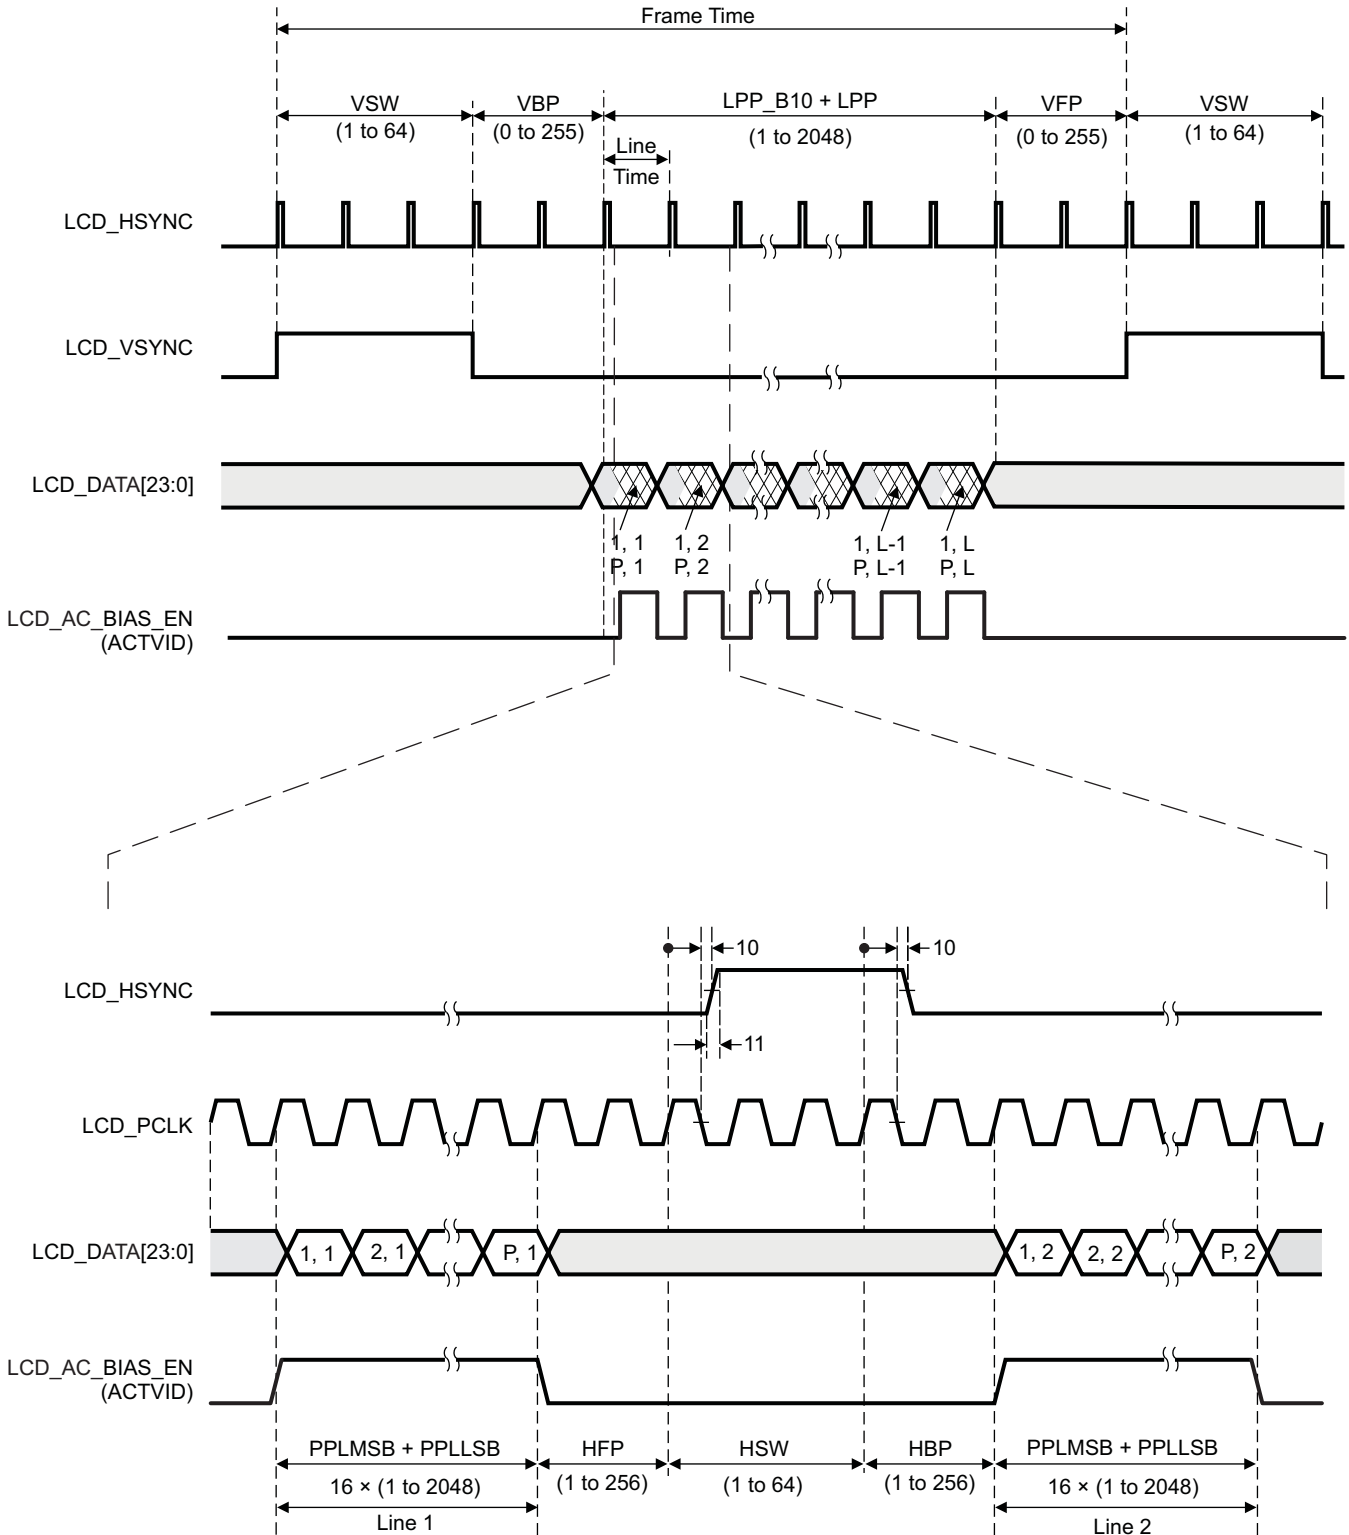 Frame Time
VSW VBP LPP_B10 + LPP VFP VSW
(1 to 64) (0 to 255) (1 to 2048) (0 to 255) (1 to 64)
Line
Time
LCD_HSYNC
LCD_VSYNC
LCD_DATA[23:0]
1, 1 1, 2 1, L-1 1, L
P, 1 P, 2 P, L-1 P, L
LCD_AC_BIAS_EN
(ACTVID)
10 10
LCD_HSYNC
11
LCD_PCLK
LCD_DATA[23:0] 1, 1 2, 1 P, 1 1, 2 2, 2 P, 2
LCD_AC_BIAS_EN
(ACTVID)
PPLMSB + PPLLSB HFP HSW HBP PPLMSB + PPLLSB
16 × (1 to 2048) (1 to 256) (1 to 64) (1 to 256) 16 × (1 to 2048)
Line 1 Line 2